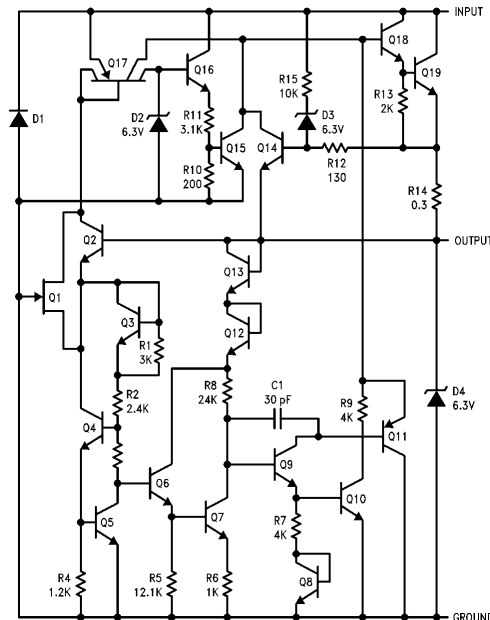 INPUT
Q18
Q17
Q16
Q19
R15
10K
R13
2K
D1
D2
6.3V
R11
3.1K
D3
6.3V
Q15
Q14
R10
200
R12
130
R14
0.3
Q2
OUTPUT
Q13
Q1
Q3
Q12
R1
3K
R2
2.4K
R8
24K
C1
30 pF
R9
4K
D4
6.3V
Q4
Q11
Q9
Q6
Q10
Q5
Q7
R7
4K
R4
1.2K
R5
12.1K
R6
1K
Q8
GROUND